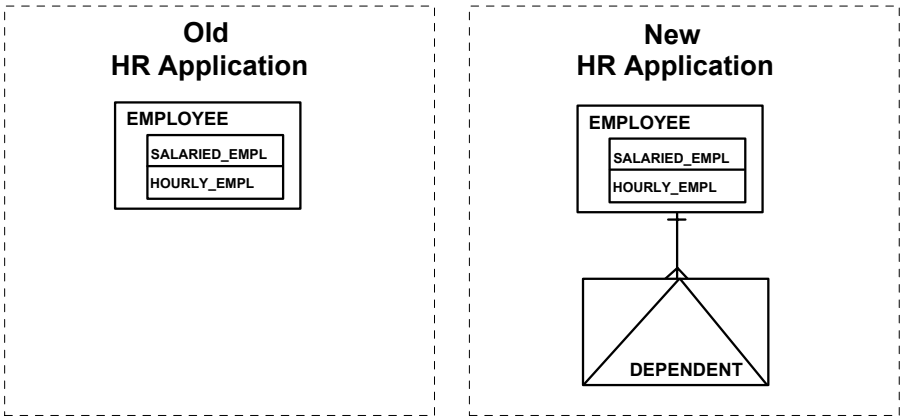 Old
HR Application
EMPLOYEE
SALARIED_EMPL
HOURLY_EMPL
New
HR Application
EMPLOYEE
SALARIED_EMPL
HOURLY_EMPL
DEPENDENT